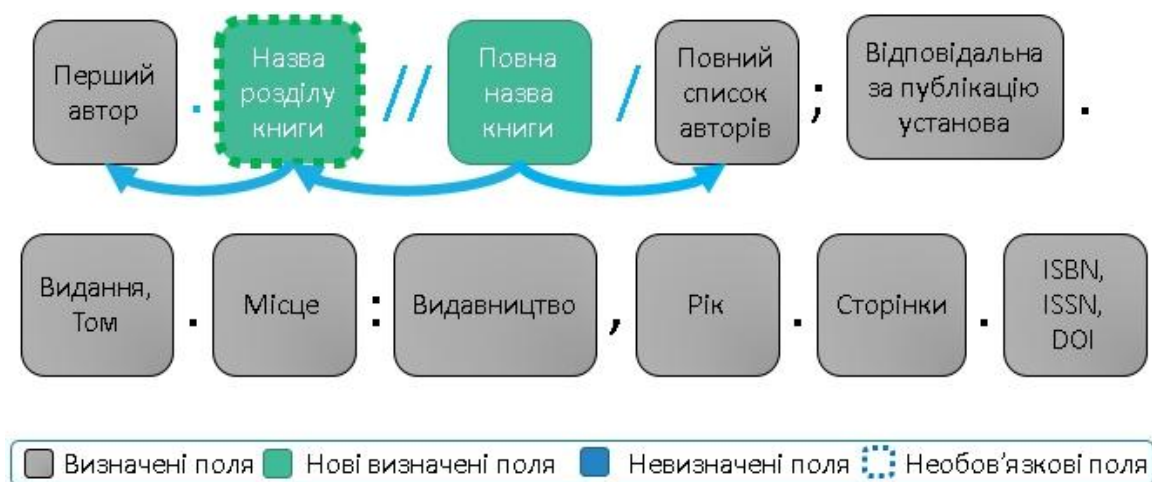 Перший автор . Назва розділу книги // Повна назва книги / Повний список авторів ; Відповідальна за публікацію установа .
Видання, Том . Місце : Видавництво , Рік . Сторінки . ISBN, ISSN, DOI
Визначені поля Нові визначені поля Невизначені поля Необов'язкові поля